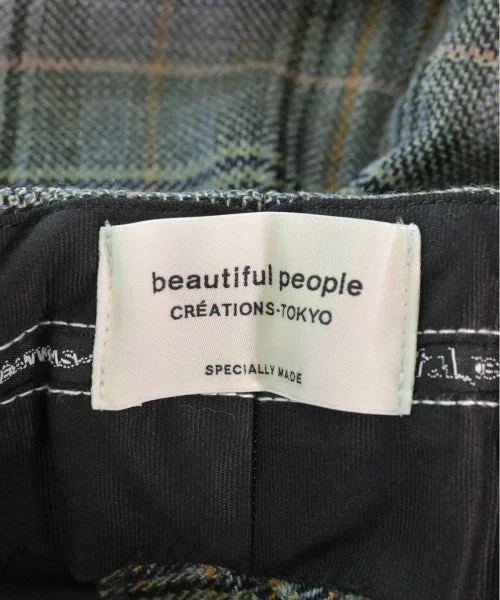 beautiful people
CRÉATIONS-TOKYO
SPECIALLY MADE